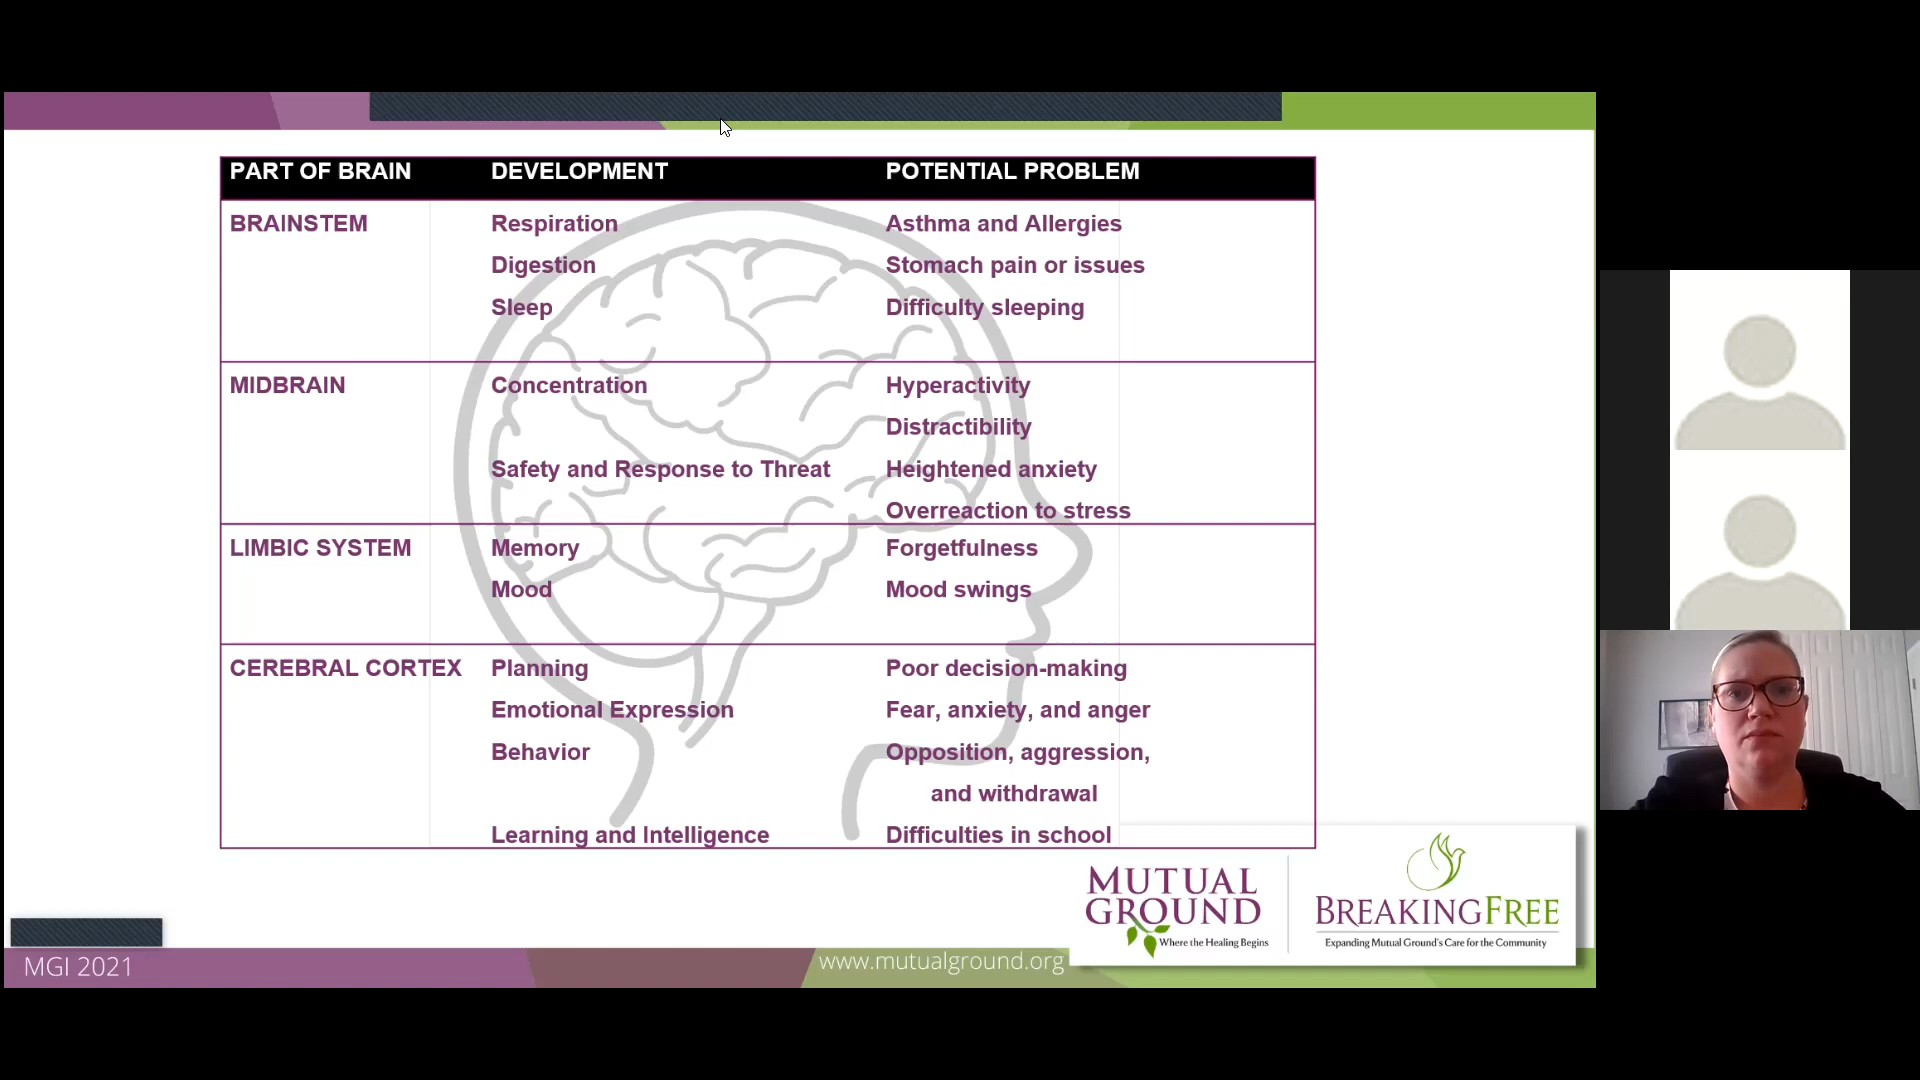 PART OF BRAIN DEVELOPMENT POTENTIAL PROBLEM
BRAINSTEM Respiration Asthma and Allergies
Digestion Stomach pain or issues
Sleep Difficulty sleeping
MIDBRAIN Concentration Hyperactivity
Distractibility
Safety and Response to Threat Heightened anxiety
Overreaction to stress
LIMBIC SYSTEM Memory Forgetfulness
Mood Mood swings
CEREBRAL CORTEX Planning Poor decision-making
Emotional Expression Fear, anxiety, and anger
Behavior Opposition, aggression,
and withdrawal
Learning and Intelligence Difficulties in school
MUTUAL
GROUND
Where the Healing Begins
BREAKINGFREE
Expanding Mutual Ground's Care for the Community
MGI 2021
www.mutualground.org